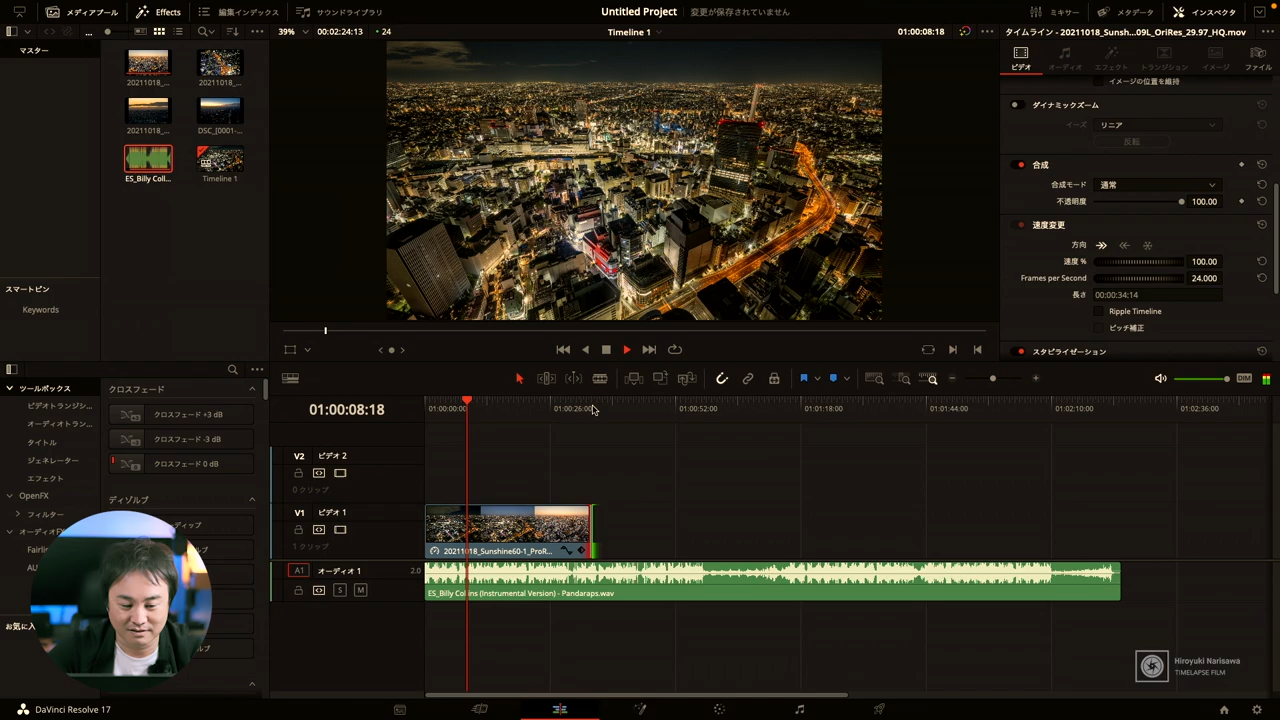 メディアプール
Effects
編集インデックス
サウンドライブラリ
Untitled Project
変更が保存されていません
ミキサー
メタデータ
インスペクタ
39%
00:02:24:13
24
Timeline 1
01:00:08:18
タイムライン - 20211018_Sunsh...09L_OriRes_29.97_HQ.mov
マスター
20211018_...
20211018_...
20211018_...
DSC_[0001-...
ES_Billy Coll...
Timeline 1
スマートビン
Keywords
ビデオ
オーディオ
エフェクト
トランジション
イメージ
ファイル
イメージの位置を維持
ダイナミックズーム
イーズ
リニア
反転
合成
合成モード
通常
不透明度
100.00
速度変更
方向
速度 %
100.00
Frames per Second
24.000
長さ
00:00:34:14
Ripple Timeline
ピッチ補正
スタビライゼーション
DIM
ツールボックス
ビデオトランジシ...
オーディオトラン...
タイトル
ジェネレーター
エフェクト
OpenFX
フィルター
オーディオFX
Fairli
AU
お気に入
クロスフェード
クロスフェード +3 dB
クロスフェード -3 dB
クロスフェード 0 dB
ディゾルブ
01:00:08:18
01:00:00:00
01:00:26:00
01:00:52:00
01:01:18:00
01:01:44:00
01:02:10:00
01:02:36:00
V2
ビデオ 2
0 クリップ
V1
ビデオ 1
1 クリップ
20211018_Sunshine60-1_ProR...
A1
オーディオ 1
2.0
S
M
ES_Billy Collins (Instrumental Version) - Pandaraps.wav
Hiroyuki Narisawa
TIMELAPSE FILM
DaVinci Resolve 17